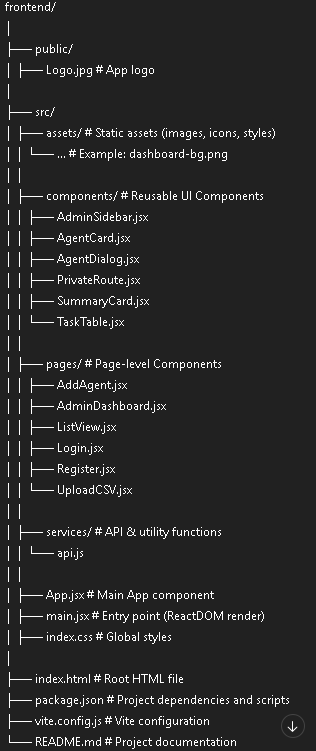 frontend/
│
├── public/
│ ├── Logo.jpg # App logo
│
├── src/
│ ├── assets/ # Static assets (images, icons, styles)
│ │ └── ... # Example: dashboard-bg.png
│ │
│ ├── components/ # Reusable UI Components
│ │ ├── AdminSidebar.jsx
│ │ ├── AgentCard.jsx
│ │ ├── AgentDialog.jsx
│ │ ├── PrivateRoute.jsx
│ │ ├── SummaryCard.jsx
│ │ └── TaskTable.jsx
│ │
│ ├── pages/ # Page-level Components
│ │ ├── AddAgent.jsx
│ │ ├── AdminDashboard.jsx
│ │ ├── ListView.jsx
│ │ ├── Login.jsx
│ │ ├── Register.jsx
│ │ └── UploadCSV.jsx
│ │
│ ├── services/ # API & utility functions
│ │ └── api.js
│ │
│ ├── App.jsx # Main App component
│ ├── main.jsx # Entry point (ReactDOM render)
│ ├── index.css # Global styles
│
├── index.html # Root HTML file
├── package.json # Project dependencies and scripts
├── vite.config.js # Vite configuration
└── README.md # Project documentation